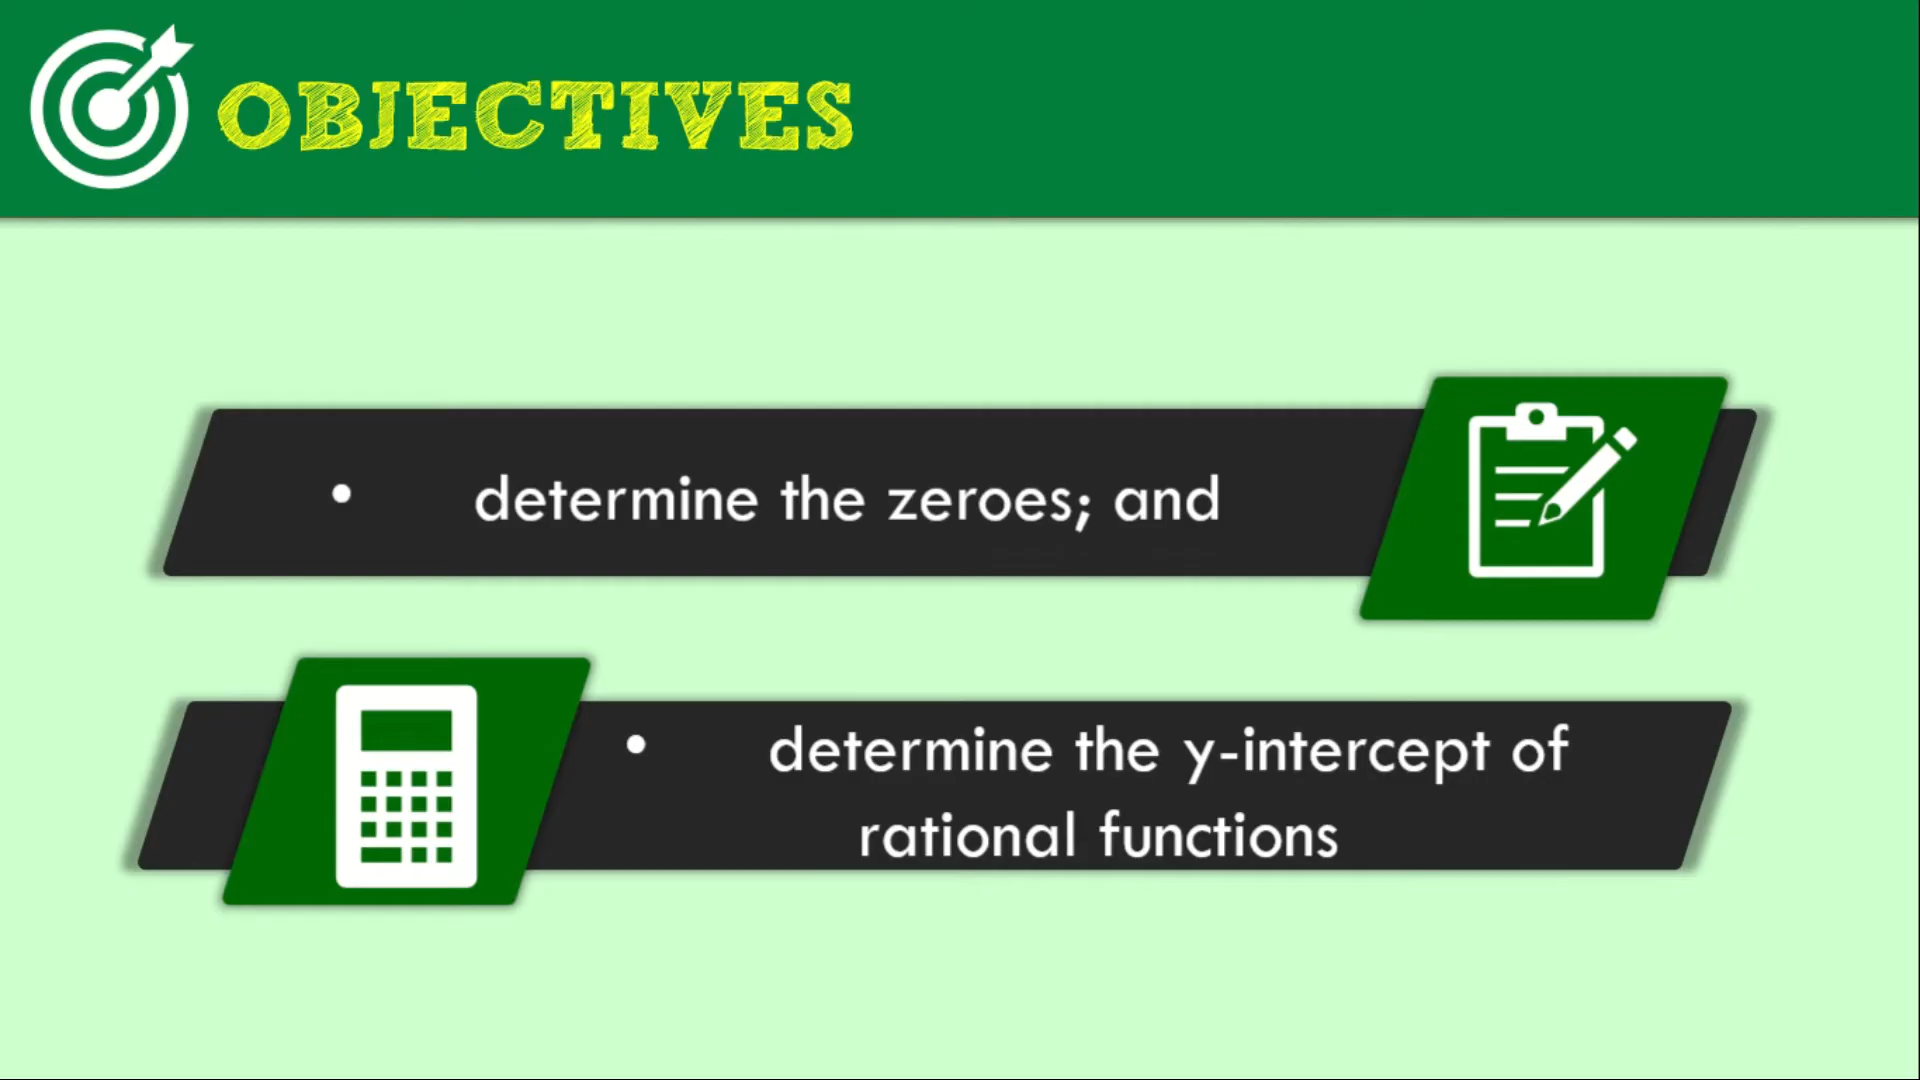 OBJECTIVES
• determine the zeroes; and
• determine the y-intercept of
rational functions